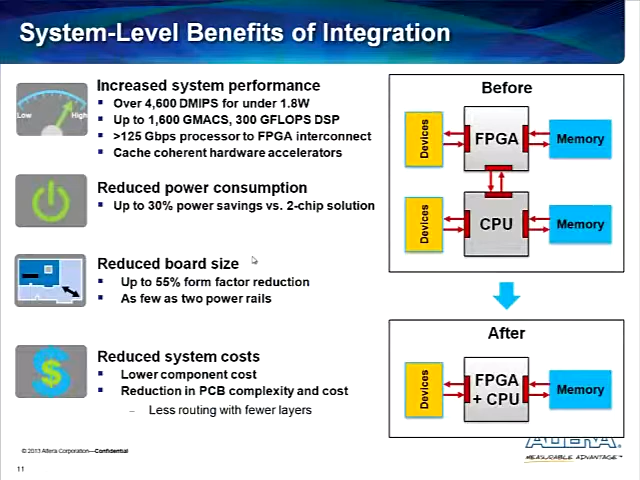 System-Level Benefits of Integration
Low
High
Increased system performance
Over 4,600 DMIPS for under 1.8W
Up to 1,600 GMACS, 300 GFLOPS DSP
>125 Gbps processor to FPGA interconnect
Cache coherent hardware accelerators
Reduced power consumption
Up to 30% power savings vs. 2-chip solution
Reduced board size
Up to 55% form factor reduction
As few as two power rails
$
Reduced system costs
Lower component cost
Reduction in PCB complexity and cost
– Less routing with fewer layers
Before
Devices
FPGA
Memory
Devices
CPU
Memory
After
Devices
FPGA
+ CPU
Memory
© 2013 Altera Corporation—Confidential
ALTERA®
MEASURABLE ADVANTAGE™
11